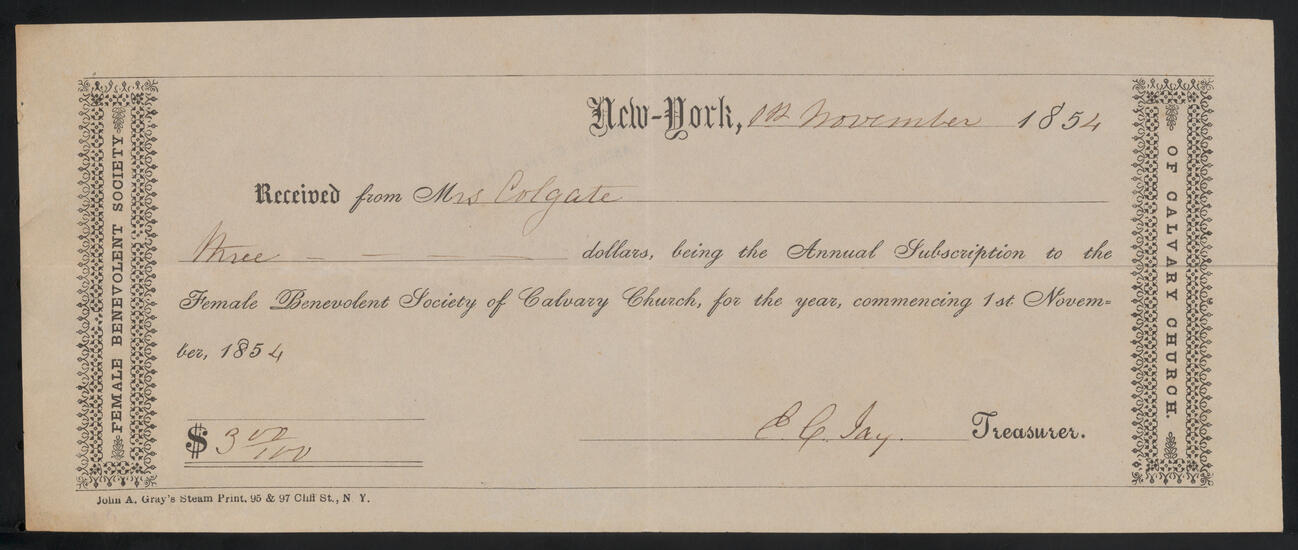 FEMALE BENEVOLENT SOCIETY
New-York, 1st November 1854
Received from Mrs Colgate
three — — — — — dollars, being the Annual Subscription to the
Female Benevolent Society of Calvary Church, for the year, commencing 1st Novem-
ber, 1854
$ 3 00/100
Treasurer.
John A. Gray's Steam Print, 95 & 97 Cliff St., N. Y.
OF CALVARY CHURCH.